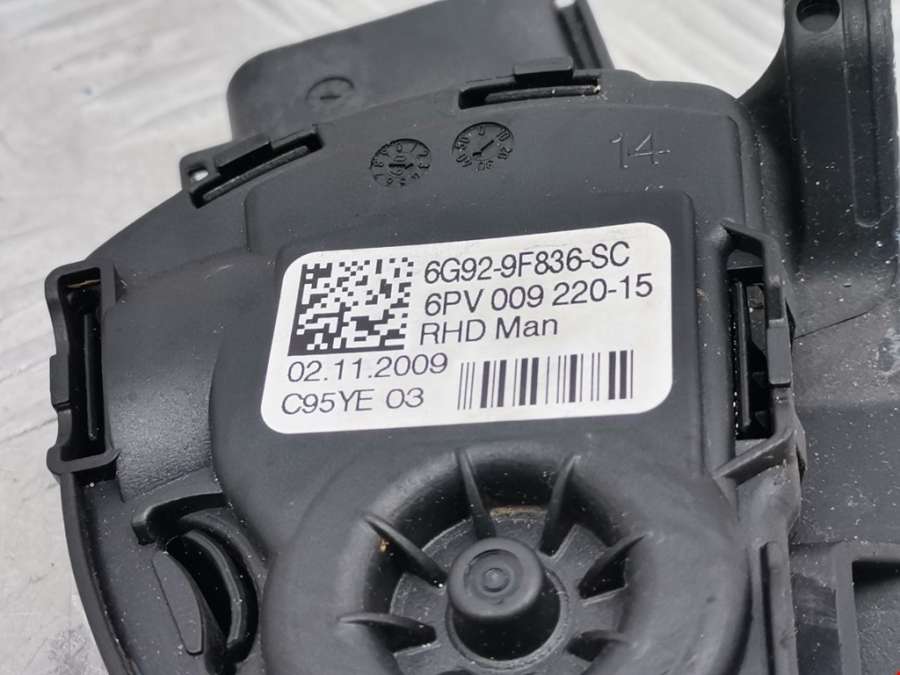 14
6G92-9F836-SC
6PV 009 220-15
RHD Man
02.11.2009
C95YE 03